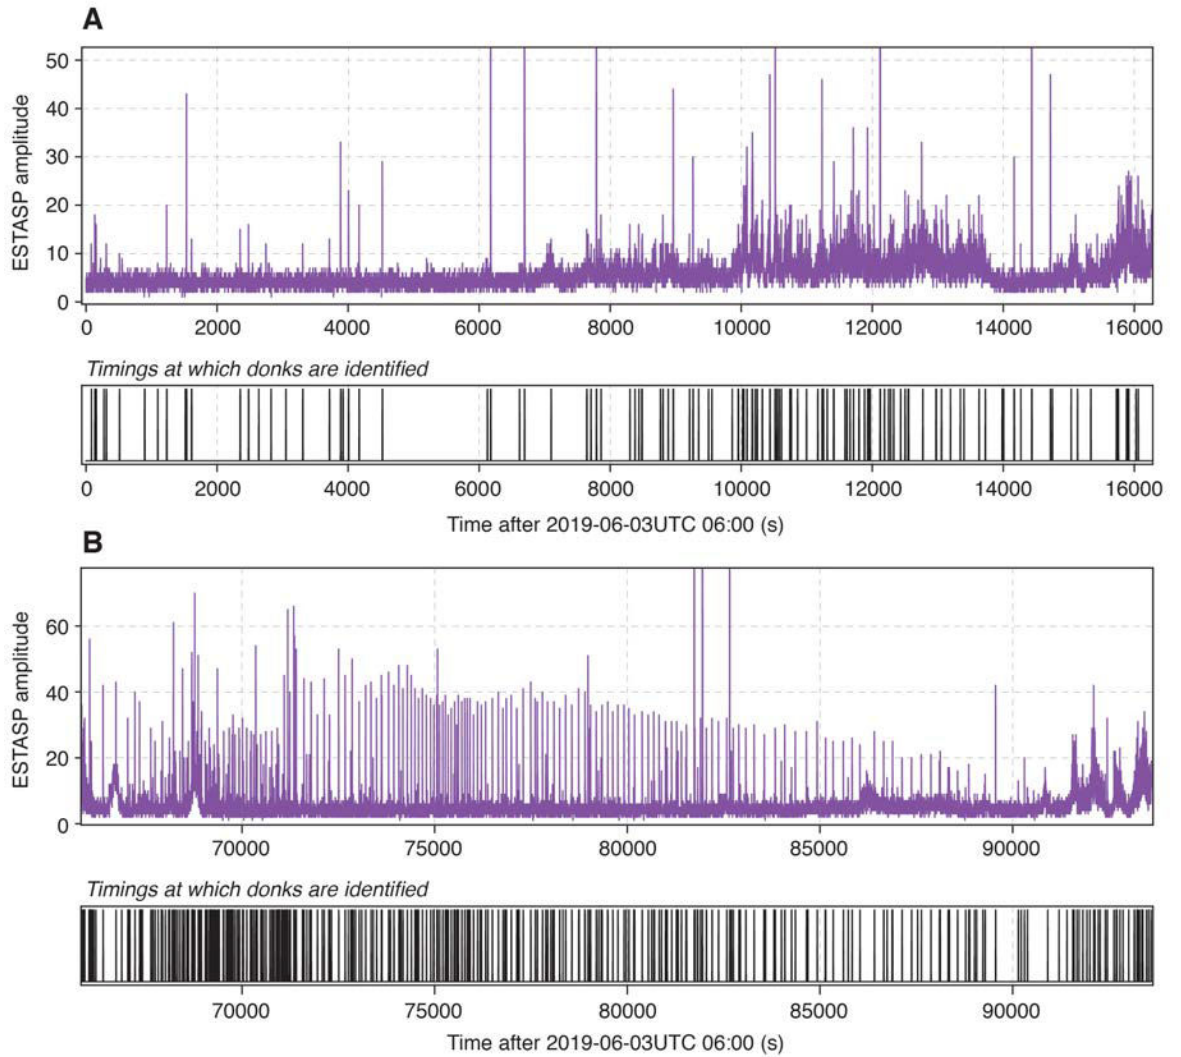 A
ESTASP amplitude
50
40
30
20
10
0
0 2000 4000 6000 8000 10000 12000 14000 16000
Timings at which donks are identified
0 2000 4000 6000 8000 10000 12000 14000 16000
Time after 2019-06-03UTC 06:00 (s)
B
ESTASP amplitude
60
40
20
0
70000 75000 80000 85000 90000
Timings at which donks are identified
70000 75000 80000 85000 90000
Time after 2019-06-03UTC 06:00 (s)